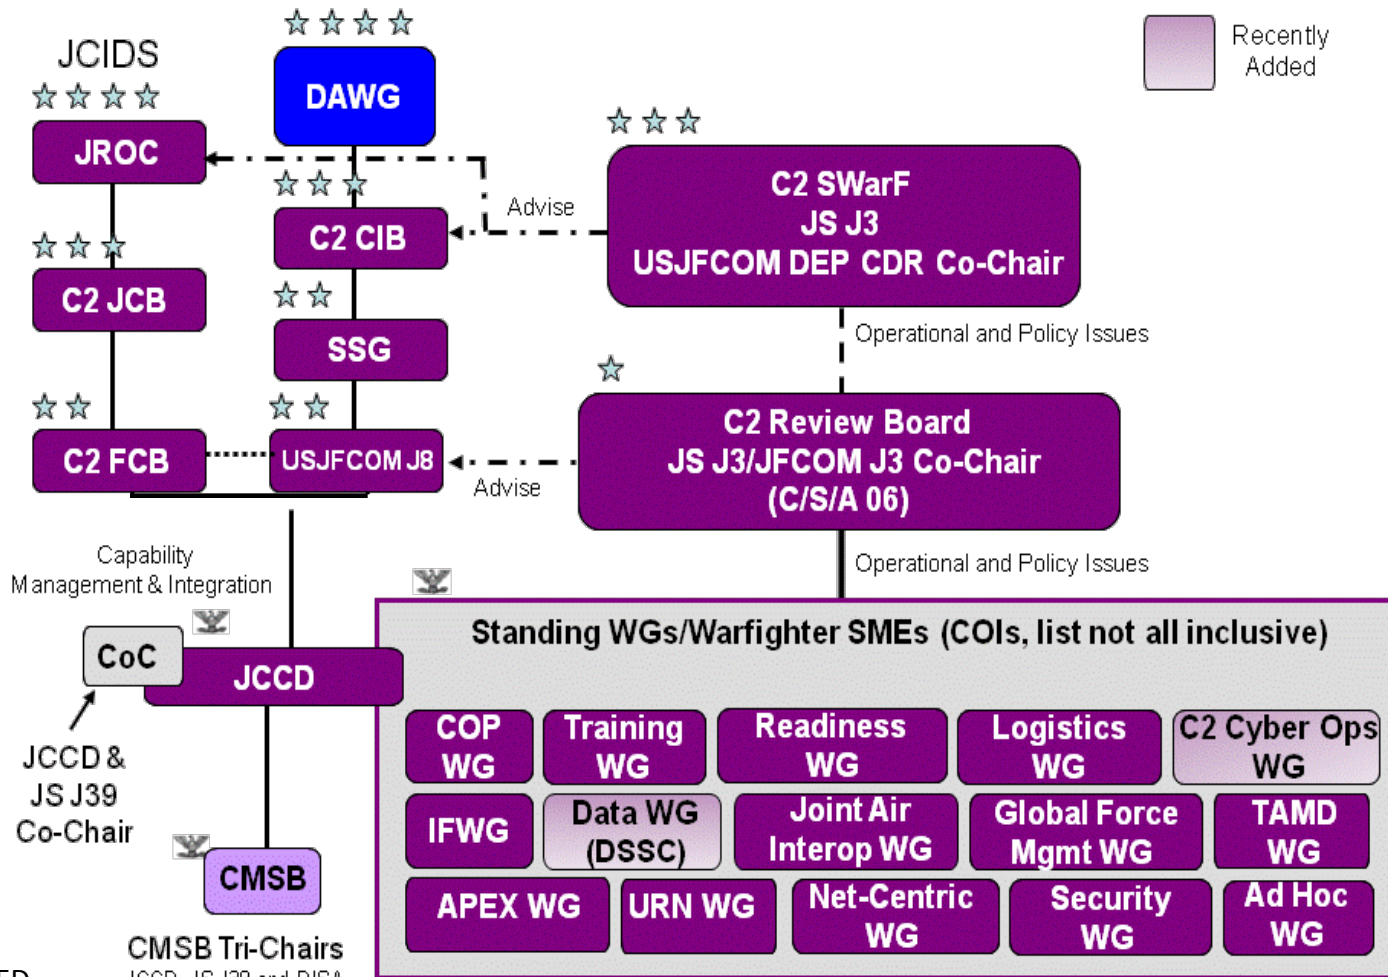 JCIDS
DAWG
Recently
Added
JROC
C2 SWarF
JS J3
USJFCOM DEP CDR Co-Chair
Advise
C2 CIB
C2 JCB
SSG
Operational and Policy Issues
C2 Review Board
JS J3/JFCOM J3 Co-Chair
(C/S/A 06)
C2 FCB
USJFCOM J8
Advise
Capability
Management & Integration
Operational and Policy Issues
CoC
JCCD
JCCD &
JS J39
Co-Chair
CMSB
CMSB Tri-Chairs
Standing WGs/Warfighter SMEs (COIs, list not all inclusive)
COP
WG
Training
WG
Readiness
WG
Logistics
WG
C2 Cyber Ops
WG
IFWG
Data WG
(DSSC)
Joint Air
Interop WG
Global Force
Mgmt WG
TAMD
WG
APEX WG
URN WG
Net-Centric
WG
Security
WG
Ad Hoc
WG